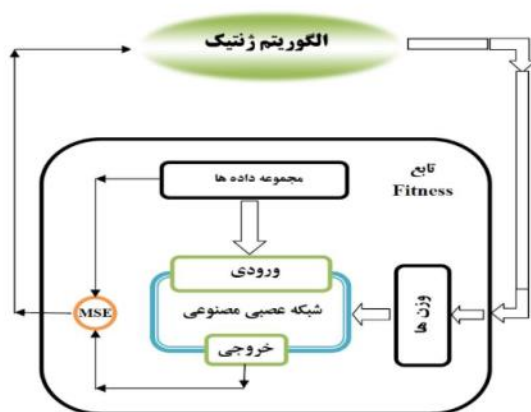 الگوریتم ژنتیک
تابع
Fitness
مجموعه داده ها
ورودی
شبکه عصبی مصنوعی
خروجی
وزن ها
MSE